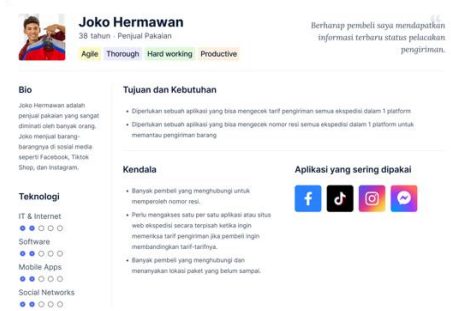 Joko Hermawan
38 tahun · Penjual Pakaian
Agile Thorough Hard working Productive
Berharap pembeli saya mendapatkan
informasi terbaru status pelacakan
pengiriman.
Bio
Joko Hermawan adalah
penjual pakaian yang sangat
diminati oleh banyak orang.
Joko menjual barang-
barangnya di sosial media
seperti Facebook, Tiktok
Shop, dan Instagram.
Teknologi
IT & Internet
Software
Mobile Apps
Social Networks
Tujuan dan Kebutuhan
• Diperlukan sebuah aplikasi yang bisa mengecek tarif pengiriman semua ekspedisi dalam 1 platform
• Diperlukan sebuah aplikasi yang bisa mengecek nomor resi semua ekspedisi dalam 1 platform untuk
memantau pengiriman barang
Kendala
• Banyak pembeli yang menghubungi untuk
memperoleh nomor resi.
• Perlu mengakses satu per satu aplikasi atau situs
web ekspedisi secara terpisah ketika ingin
memeriksa tarif pengiriman jika pembeli ingin
membandingkan tarif-tarifnya.
• Banyak pembeli yang menghubungi dan
menanyakan lokasi paket yang belum sampai.
Aplikasi yang sering dipakai